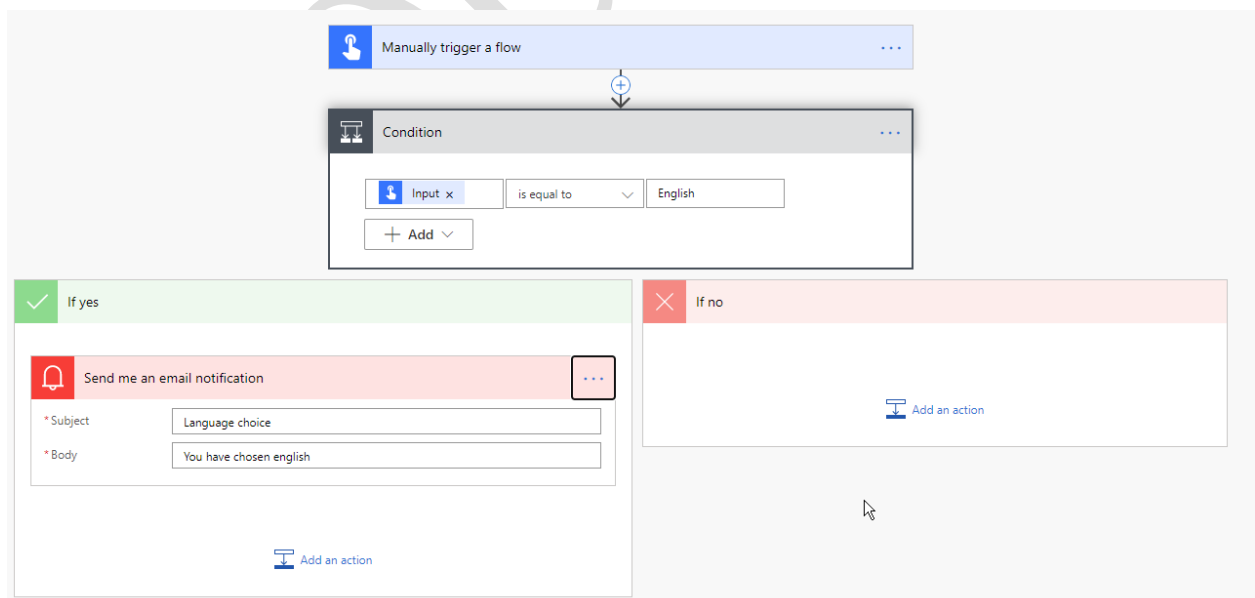 Manually trigger a flow
Condition
Input is equal to English
Add
If yes
If no
Send me an email notification
* Subject Language choice
* Body You have chosen english
Add an action
Add an action